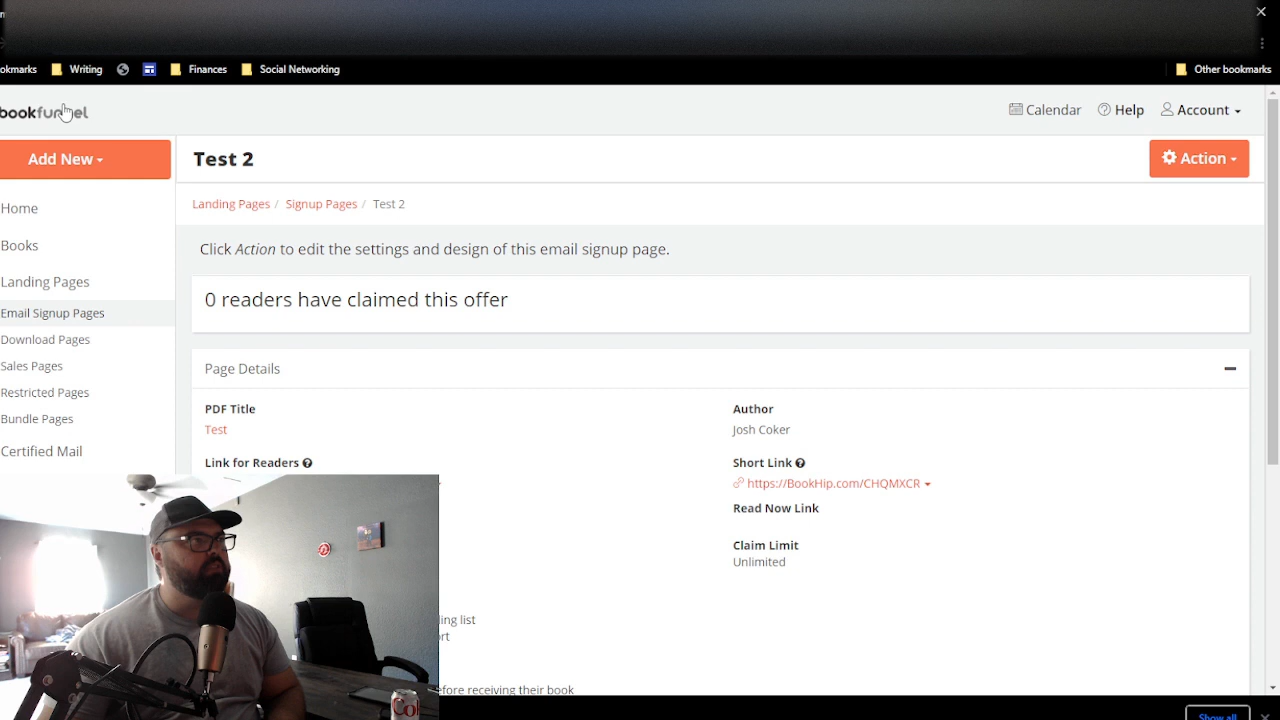 okmarks Writing Finances Social Networking Other bookmarks
bookfunnel Calendar Help Account
Add New Test 2 Action
Home Landing Pages / Signup Pages / Test 2
Books Click Action to edit the settings and design of this email signup page.
Landing Pages
Email Signup Pages 0 readers have claimed this offer
Download Pages
Sales Pages Page Details
Restricted Pages
Bundle Pages PDF Title Author
Test Josh Coker
Certified Mail Link for Readers Short Link
https://BookHip.com/CHQMXCR
Read Now Link
Claim Limit
Unlimited
ing list
rt
efore receiving their book
Show all